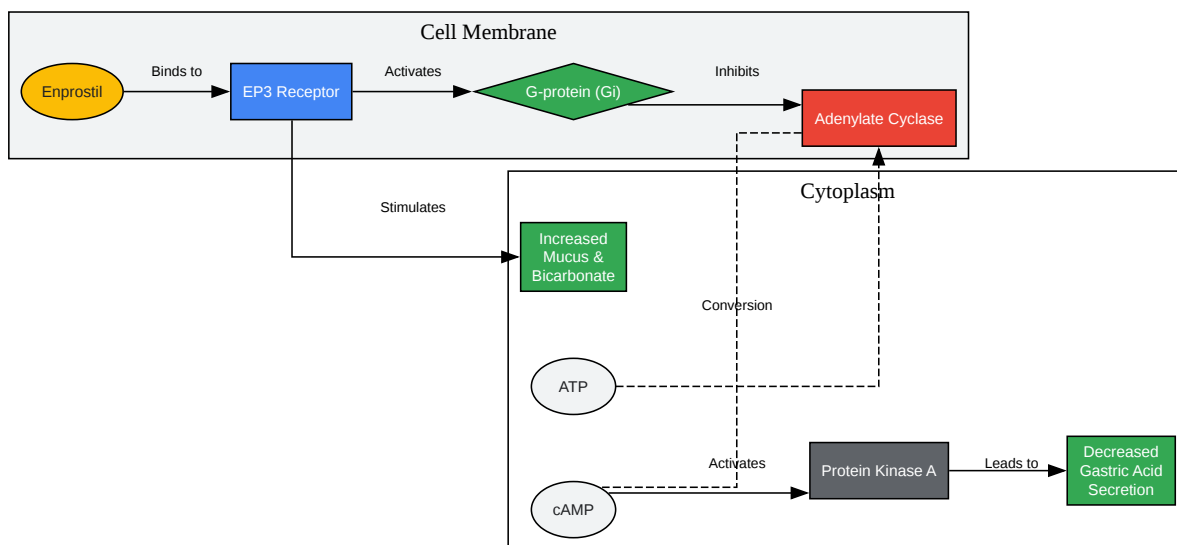 Cell Membrane
Enprostil
Binds to
EP3 Receptor
Activates
G-protein (Gi)
Inhibits
Adenylate Cyclase
Cytoplasm
Stimulates
Increased
Mucus &
Bicarbonate
Conversion
ATP
cAMP
Activates
Protein Kinase A
Leads to
Decreased
Gastric Acid
Secretion